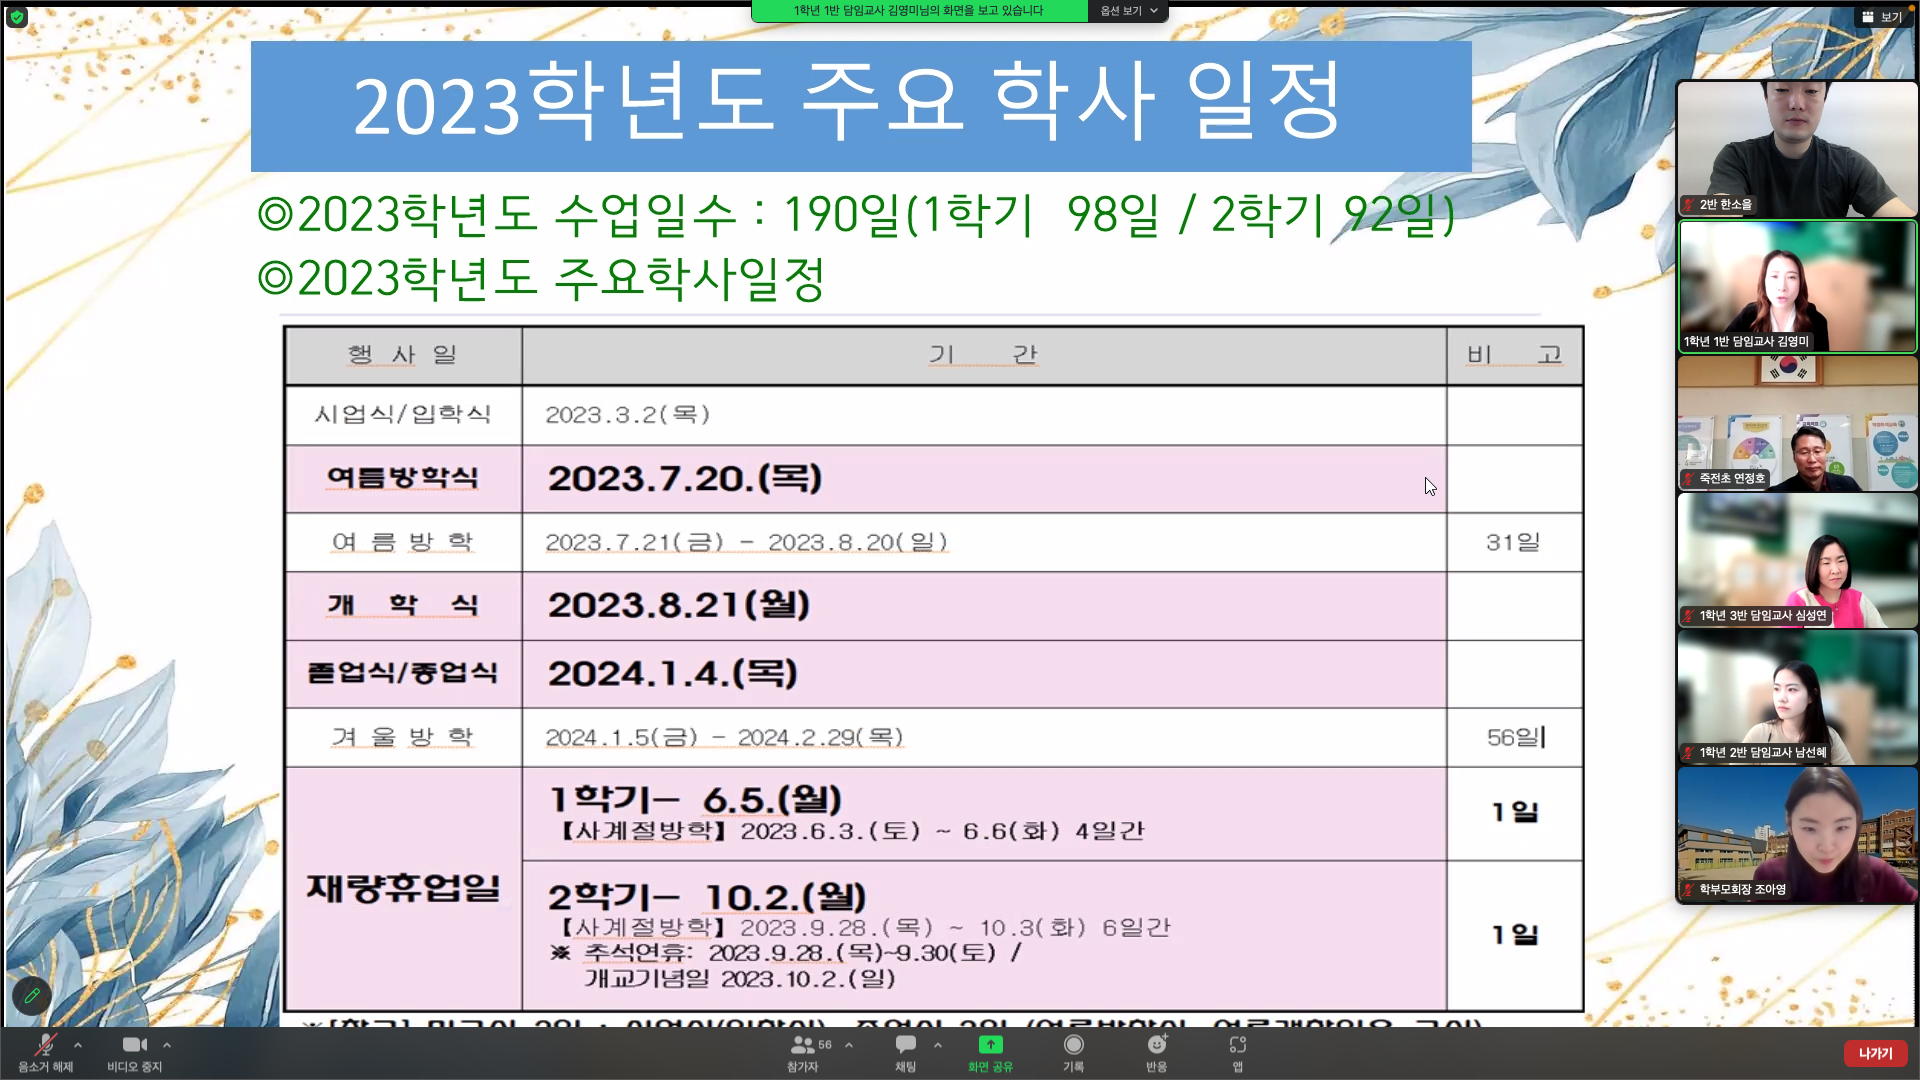 1학년 1반 담임교사 김영미님의 화면을 보고 있습니다
옵션 보기
보기
2023학년도 주요 학사 일정
◎2023학년도 수업일수 : 190일(1학기 98일 / 2학기 92일)
◎2023학년도 주요학사일정
행 사 일 기 간 비 고
시업식/입학식 2023.3.2(목)
여름방학식 2023.7.20.(목)
여 름 방 학 2023.7.21(금) - 2023.8.20(일) 31일
개 학 식 2023.8.21(월)
졸업식/종업식 2024.1.4.(목)
겨 울 방 학 2024.1.5(금) - 2024.2.29(목) 56일
재량휴업일
1학기- 6.5.(월)
【사계절방학】2023.6.3.(토) ~ 6.6(화) 4일간
1일
2학기- 10.2.(월)
【사계절방학】2023.9.28.(목) ~ 10.3(화) 6일간
※ 추석연휴: 2023.9.28.(목)~9.30(토) /
개교기념일 2023.10.2.(일)
1일
2반 한소율
1학년 1반 담임교사 김영미
죽전초 연정호
1학년 3반 담임교사 심성연
1학년 2반 담임교사 남선혜
학부모회장 조아영
음소거 해제
비디오 중지
56
참가자
채팅
화면 공유
기록
반응
앱
나가기